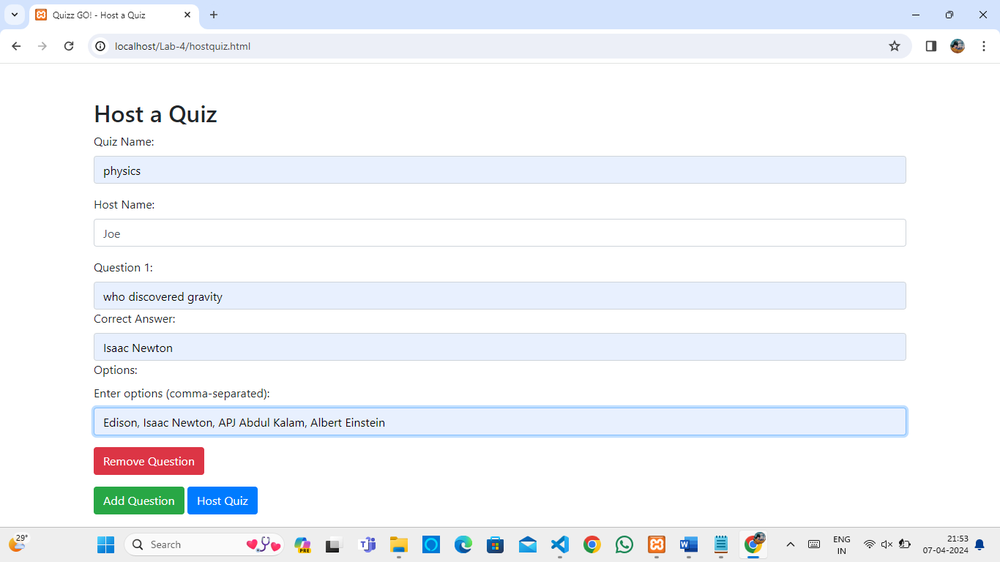 Quizz GO! - Host a Quiz
localhost/Lab-4/hostquiz.html
Host a Quiz
Quiz Name:
physics
Host Name:
Joe
Question 1:
who discovered gravity
Correct Answer:
Isaac Newton
Options:
Enter options (comma-separated):
Edison, Isaac Newton, APJ Abdul Kalam, Albert Einstein
Remove Question
Add Question Host Quiz
29°
Search
PRE
ENG
IN
21:53
07-04-2024